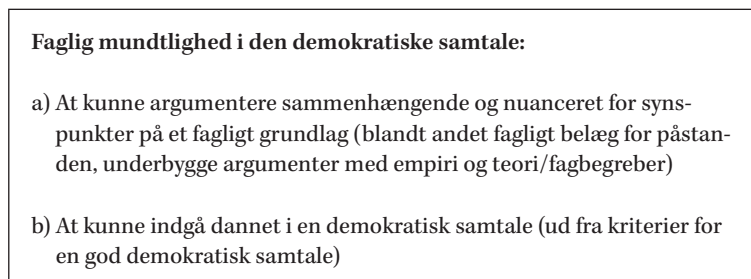 Faglig mundtlighed i den demokratiske samtale:
a) At kunne argumentere sammenhængende og nuanceret for syns-
punkter på et fagligt grundlag (blandt andet fagligt belæg for påstan-
den, underbygge argumenter med empiri og teori/fagbegreber)
b) At kunne indgå dannet i en demokratisk samtale (ud fra kriterier for
en god demokratisk samtale)